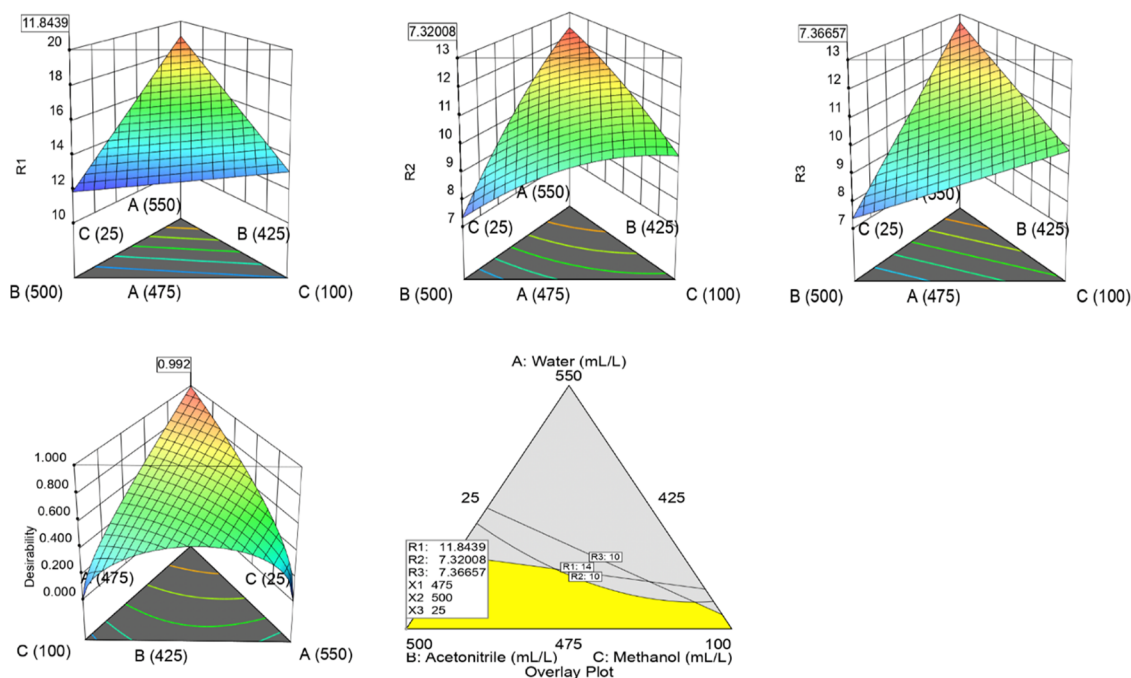 11.8439
20
18
16
14
12
10
R1
A (550)
C (25)
B (425)
B (500)
A (475)
C (100)
7.32008
13
12
11
10
9
8
7
R2
A (550)
C (25)
B (425)
B (500)
A (475)
C (100)
7.36657
13
12
11
10
9
8
7
R3
(550)
C (25)
B (425)
B (500)
A (475)
C (100)
0.992
1.000
0.800
0.600
0.400
0.200
0.000
Desirability
(475)
C (25)
C (100)
B (425)
A (550)
A: Water (mL/L)
550
25
425
R1: 11.8439
R2: 7.32008
R3: 7.36657
X1 475
X2 500
X3 25
R3: 10
R1: 14
R2: 10
500
475
100
B: Acetonitrile (mL/L)
C: Methanol (mL/L)
Overlay Plot